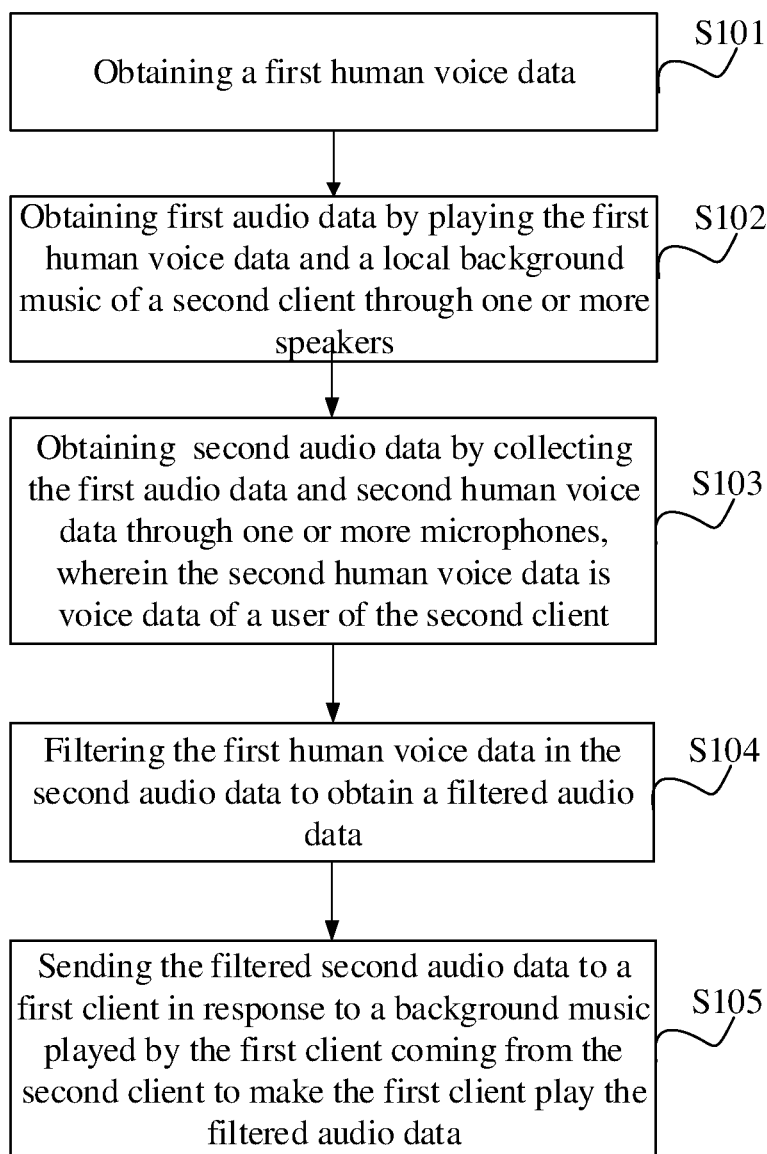 S101
Obtaining a first human voice data
S102
Obtaining first audio data by playing the first
human voice data and a local background
music of a second client through one or more
speakers
S103
Obtaining second audio data by collecting
the first audio data and second human voice
data through one or more microphones,
wherein the second human voice data is
voice data of a user of the second client
S104
Filtering the first human voice data in the
second audio data to obtain a filtered audio
data
S105
Sending the filtered second audio data to a
first client in response to a background music
played by the first client coming from the
second client to make the first client play the
filtered audio data